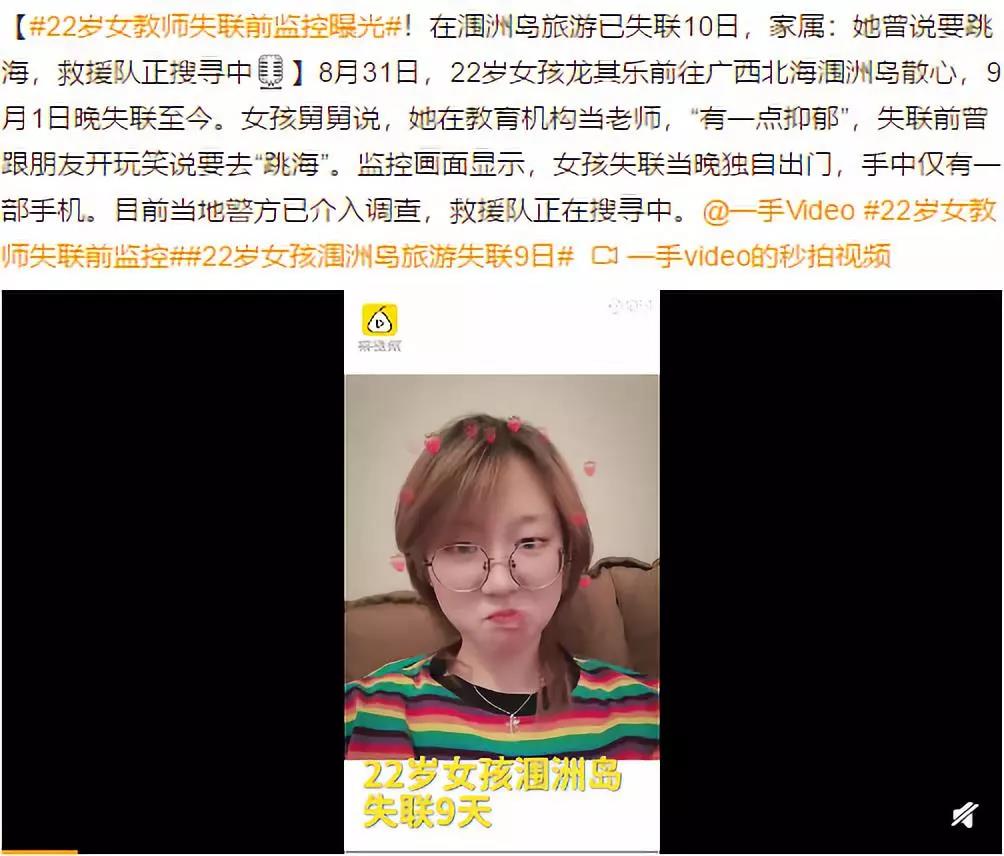 【#22岁女教师失联前监控曝光#！在涠洲岛旅游已失联10日，家属：她曾说要跳
海，救援队正搜寻中🎙】8月31日，22岁女孩龙其乐前往广西北海涠洲岛散心，9
月1日晚失联至今。女孩舅舅说，她在教育机构当老师，“有一点抑郁”，失联前曾
跟朋友开玩笑说要去“跳海”。监控画面显示，女孩失联当晚独自出门，手中仅有一
部手机。目前当地警方已介入调查，救援队正在搜寻中。@一手Video #22岁女教
师失联前监控##22岁女孩涠洲岛旅游失联9日# 一手video的秒拍视频
22岁女孩涠洲岛
失联9天